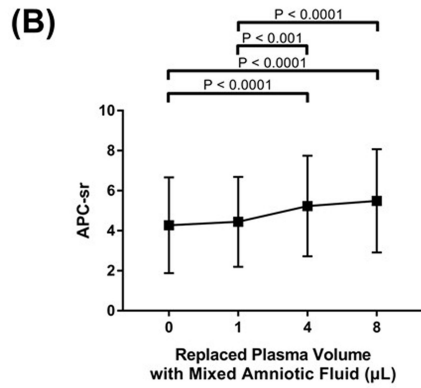 (B)
P < 0.0001
P < 0.001
P < 0.0001
P < 0.0001
10
8
6
4
2
0
APC-sr
0 1 4 8
Replaced Plasma Volume
with Mixed Amniotic Fluid (µL)